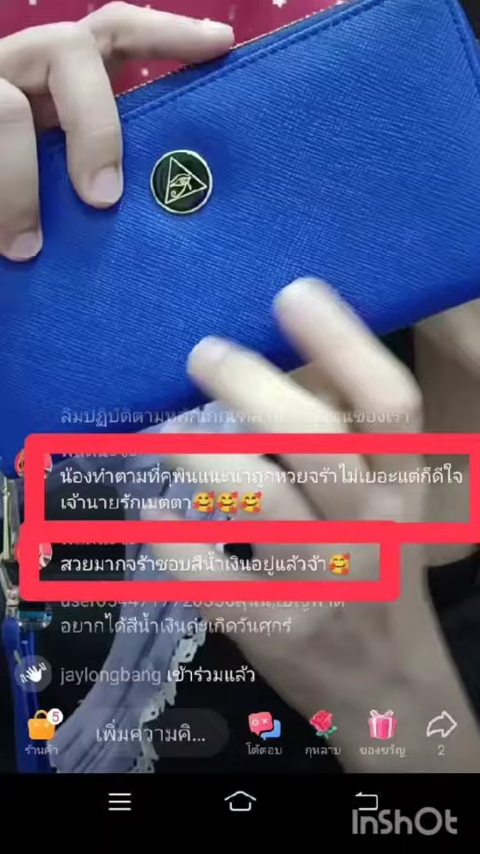 น้องทำตามที่คุพินแนะนำถูกหวยจร้าไม่เยอะแต่ก็ดีใจ
เจ้านายรักเมตตา🥰🥰🥰
สวยมากจร้าชอบสีน้ำเงินอยู่แล้วจ้า🥰
อยากได้สีน้ำเงินค่ะเกิดวันศุกร์
jaylongbang เข้าร่วมแล้ว
5
เพิ่มความคิ...
ร้านค้า
โต้ตอบ
กุหลาบ
ของขวัญ
2
InShOt